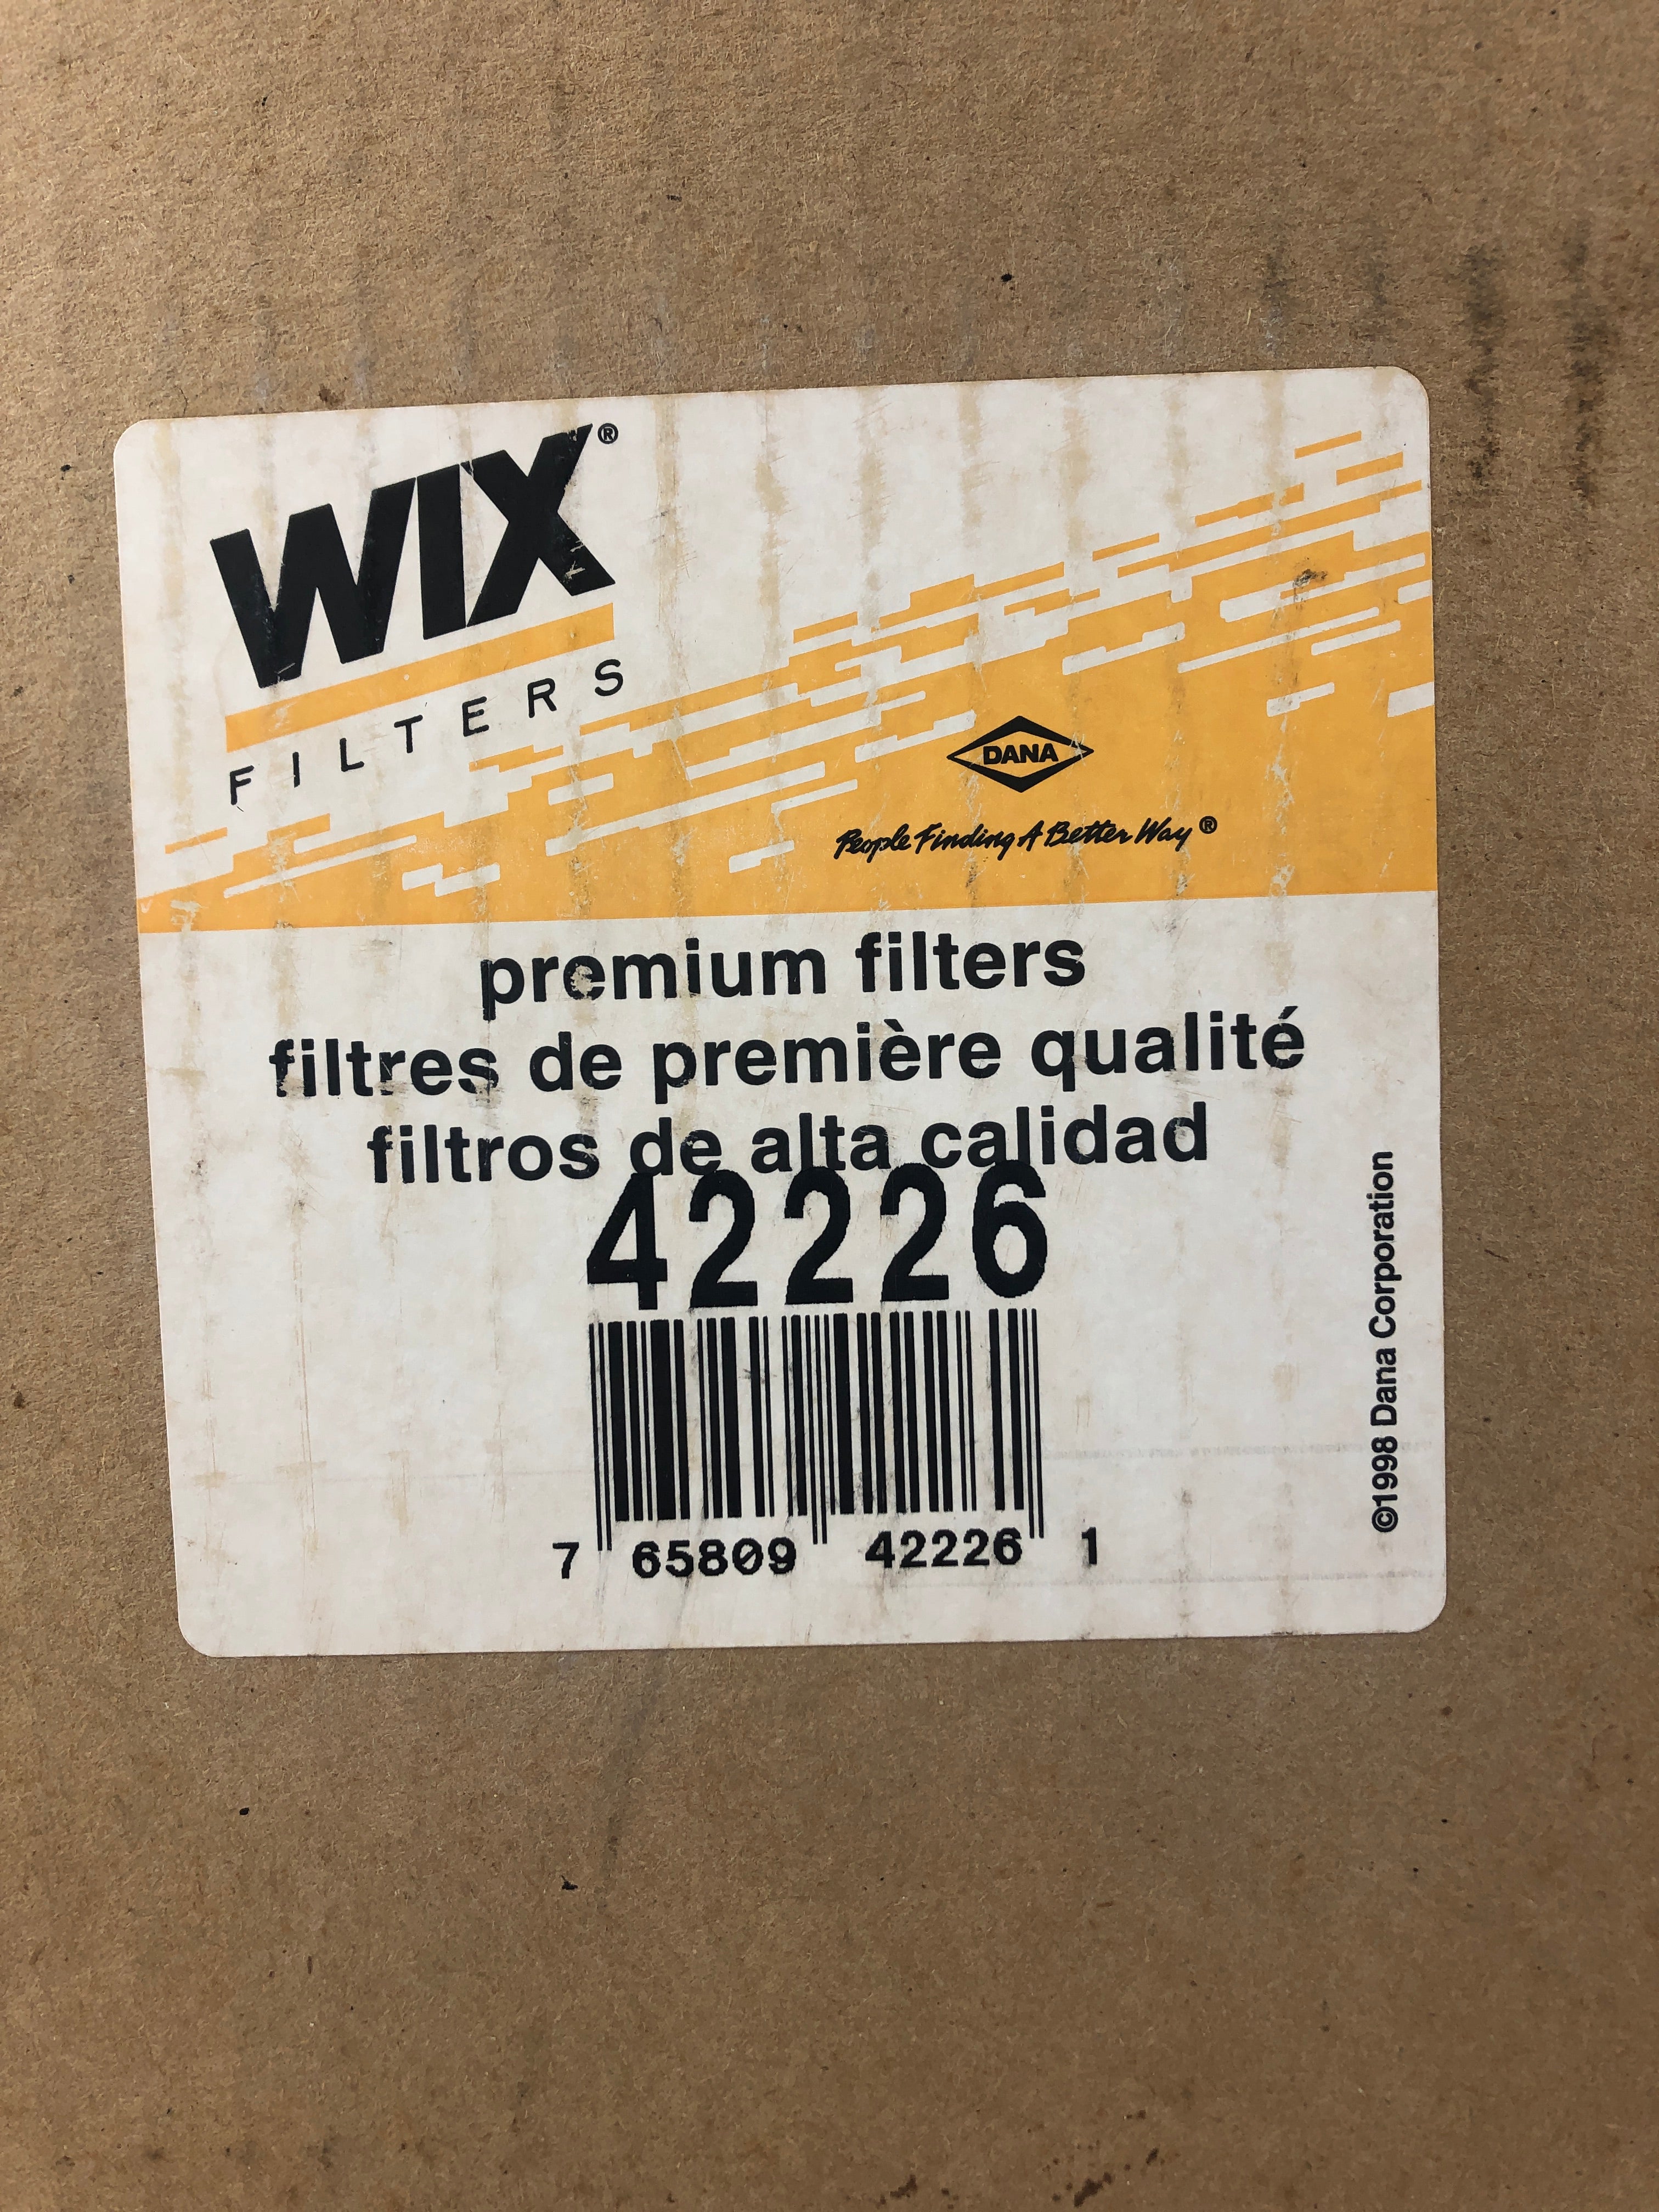 WIX®
FILTERS
DANA
People Finding A Better Way®
premium filters
filtres de première qualité
filtros de alta calidad
42226
7 65809 42226 1
©1998 Dana Corporation